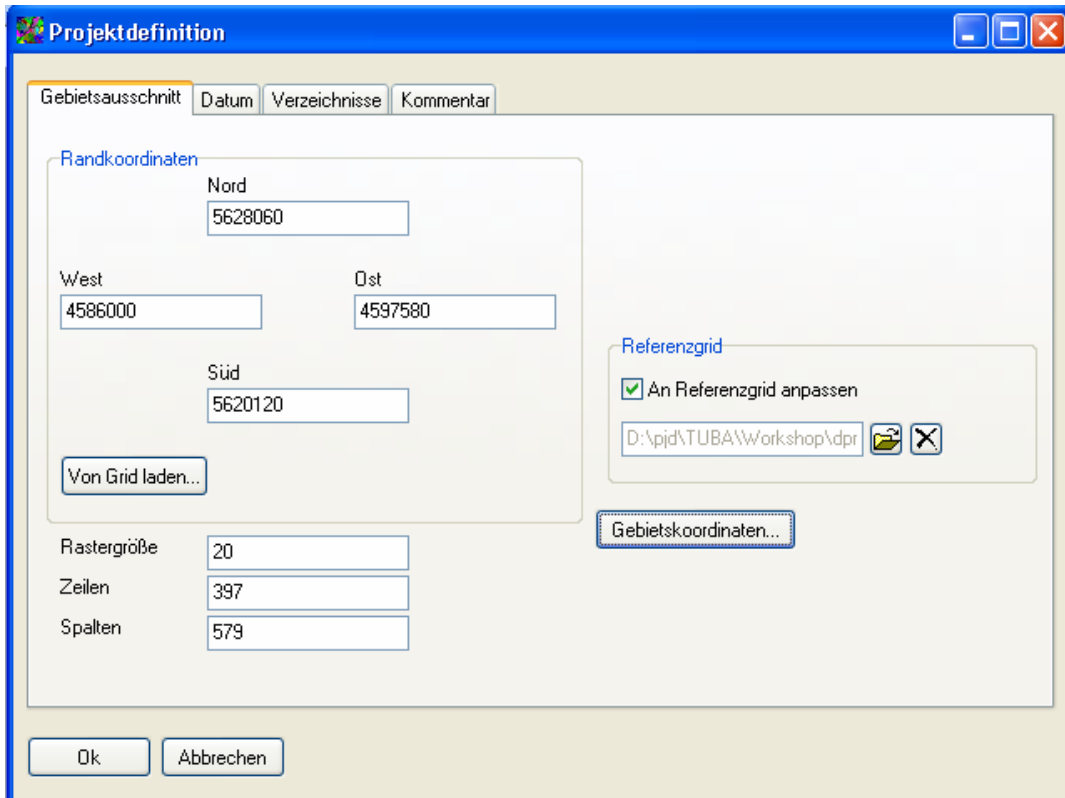 Projektdefinition
Gebietsausschnitt
Datum
Verzeichnisse
Kommentar
Randkoordinaten
Nord
5628060
West
4586000
Ost
4597580
Süd
5620120
Von Grid laden...
Referenzgrid
An Referenzgrid anpassen
D:\pjd\TUBA\Workshop\dpr
Gebietskoordinaten...
Rastergröße
20
Zeilen
397
Spalten
579
Ok
Abbrechen